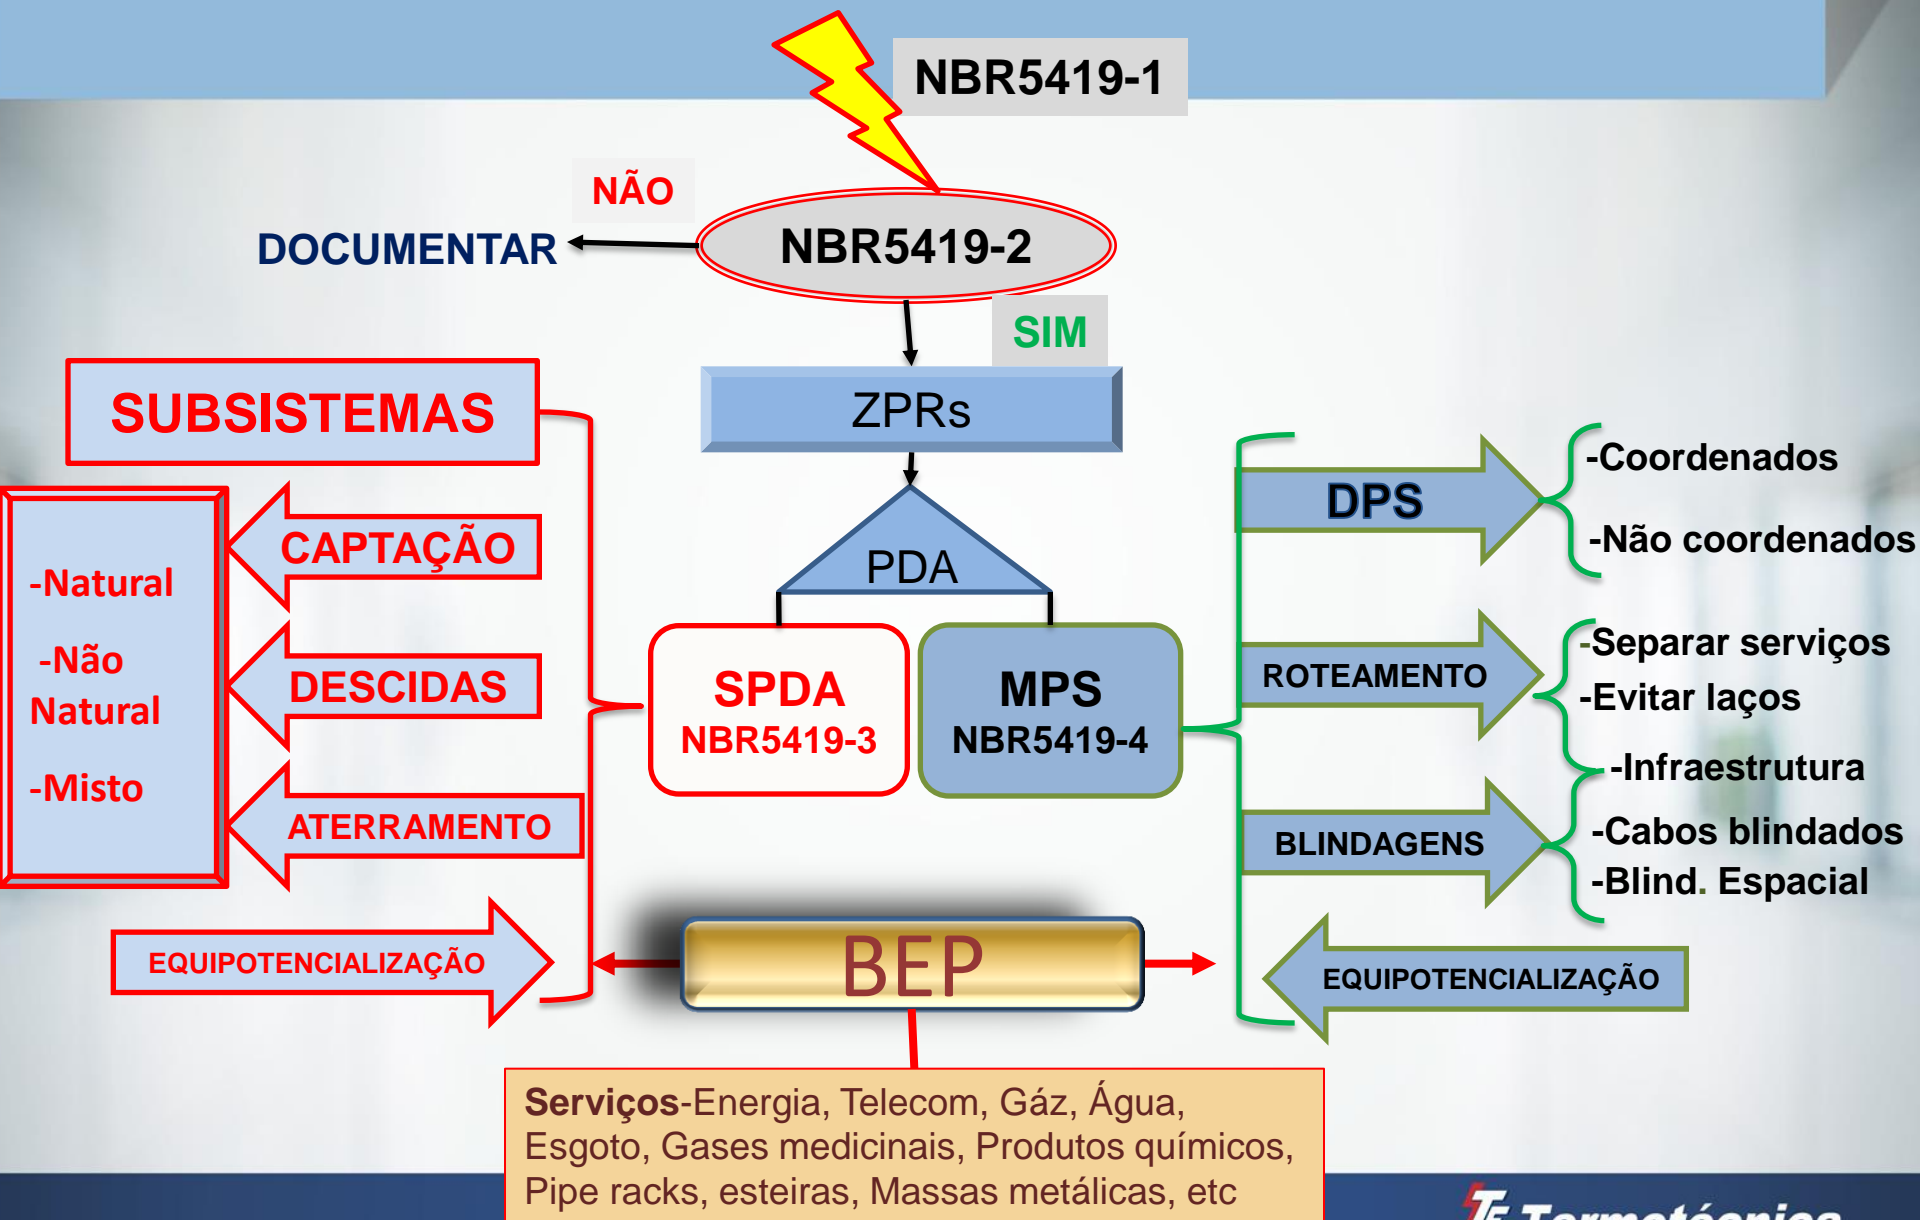 NBR5419-1
NÃO
DOCUMENTAR
NBR5419-2
SIM
ZPRs
PDA
SUBSISTEMAS
CAPTAÇÃO
DESCIDAS
ATERRAMENTO
EQUIPOTENCIALIZAÇÃO
-Natural
-Não
Natural
-Misto
SPDA
NBR5419-3
MPS
NBR5419-4
DPS
-Coordenados
-Não coordenados
ROTEAMENTO
-Separar serviços
-Evitar laços
-Infraestrutura
BLINDAGENS
-Cabos blindados
-Blind. Espacial
EQUIPOTENCIALIZAÇÃO
BEP
Serviços-Energia, Telecom, Gáz, Água,
Esgoto, Gases medicinais, Produtos químicos,
Pipe racks, esteiras, Massas metálicas, etc
Termotécnica